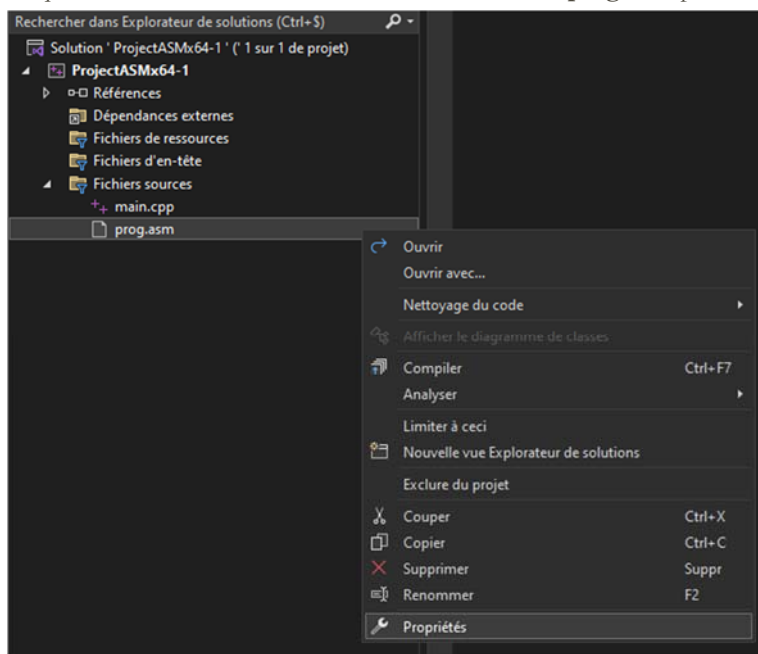 Rechercher dans Explorateur de solutions (Ctrl+$)
Solution ' ProjectASMx64-1 ' (' 1 sur 1 de projet)
ProjectASMx64-1
Références
Dépendances externes
Fichiers de ressources
Fichiers d'en-tête
Fichiers sources
main.cpp
prog.asm
Ouvrir
Ouvrir avec...
Nettoyage du code
Afficher le diagramme de classes
Compiler Ctrl+F7
Analyser
Limiter à ceci
Nouvelle vue Explorateur de solutions
Exclure du projet
Couper Ctrl+X
Copier Ctrl+C
Supprimer Suppr
Renommer F2
Propriétés